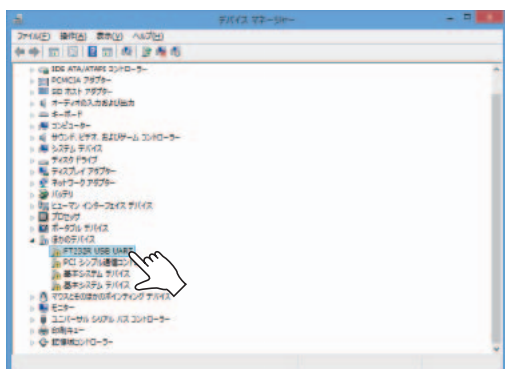 デバイス マネージャー
ファイル(F) 操作(A) 表示(V) ヘルプ(H)
IDE ATA/ATAPI コントローラー
PCMCIA アダプター
SD ホスト アダプター
オーディオの入力および出力
キーボード
コンピューター
サウンド、ビデオ、およびゲーム コントローラー
システム デバイス
ディスク ドライブ
ディスプレイ アダプター
ネットワーク アダプター
バッテリ
ヒューマン インターフェイス デバイス
プロセッサ
ポータブル デバイス
ほかのデバイス
FT232R USB UART
PCI シンプル通信コント
基本システム デバイス
基本システム デバイス
マウスとそのほかのポインティング デバイス
モニター
ユニバーサル シリアル バス コントローラー
印刷キュー
記憶域コントローラー